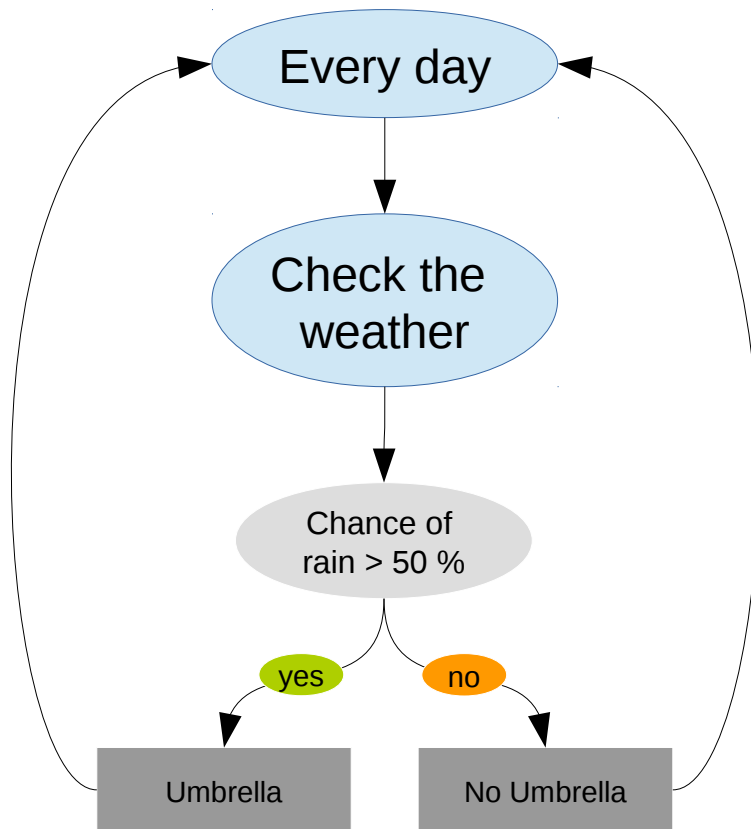 Every day
Check the
weather
Chance of
rain > 50 %
yes
no
Umbrella
No Umbrella